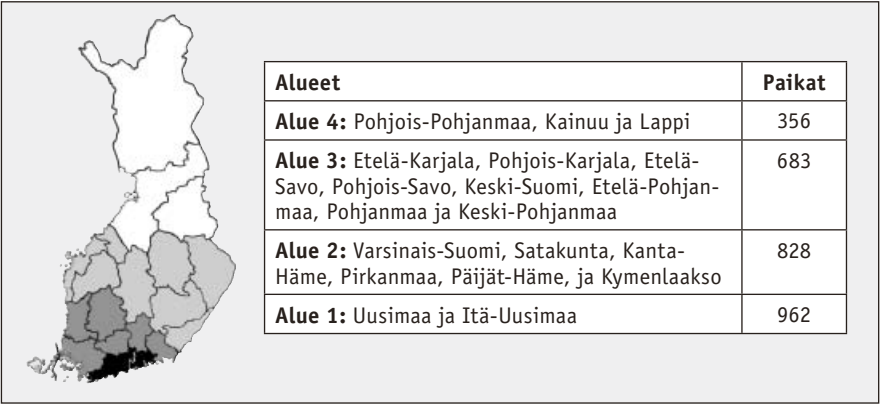 Alueet Paikat
Alue 4: Pohjois-Pohjanmaa, Kainuu ja Lappi 356
Alue 3: Etelä-Karjala, Pohjois-Karjala, Etelä- 683
Savo, Pohjois-Savo, Keski-Suomi, Etelä-Pohjan-
maa, Pohjanmaa ja Keski-Pohjanmaa
Alue 2: Varsinais-Suomi, Satakunta, Kanta- 828
Häme, Pirkanmaa, Päijät-Häme, ja Kymenlaakso
Alue 1: Uusimaa ja Itä-Uusimaa 962